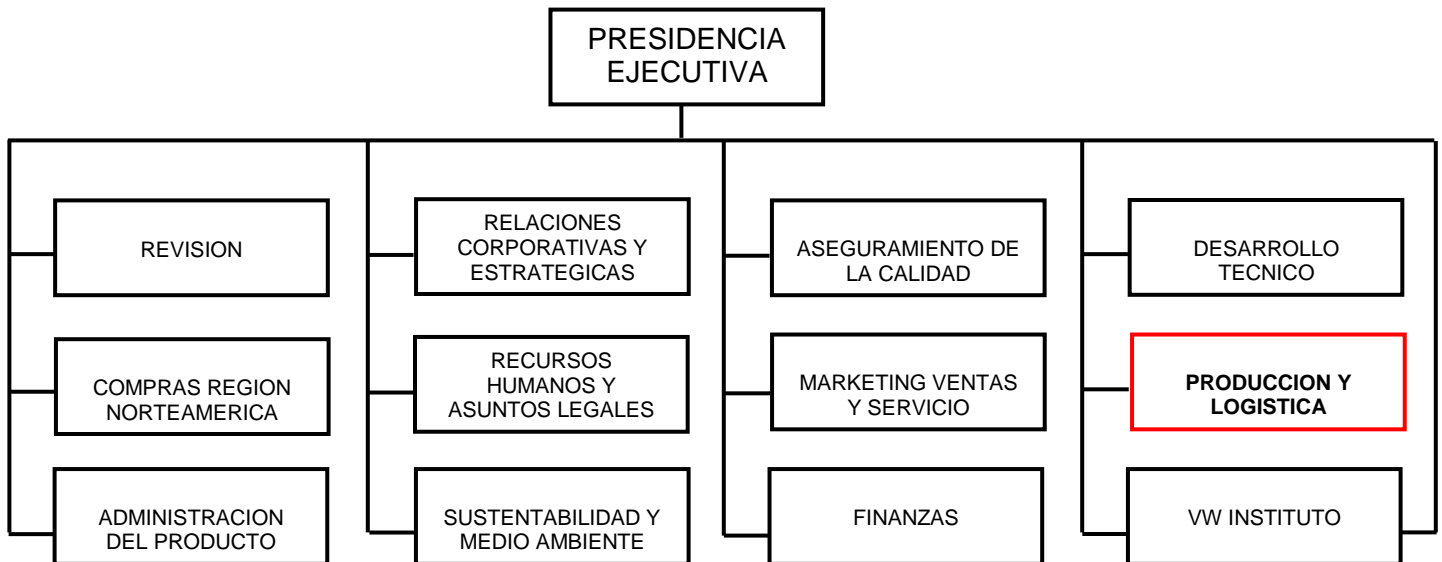 PRESIDENCIA
EJECUTIVA
REVISION
RELACIONES
CORPORATIVAS Y
ESTRATEGICAS
ASEGURAMIENTO DE
LA CALIDAD
DESARROLLO
TECNICO
COMPRAS REGION
NORTEAMERICA
RECURSOS
HUMANOS Y
ASUNTOS LEGALES
MARKETING VENTAS
Y SERVICIO
PRODUCCION Y
LOGISTICA
ADMINISTRACION
DEL PRODUCTO
SUSTENTABILIDAD Y
MEDIO AMBIENTE
FINANZAS
VW INSTITUTO